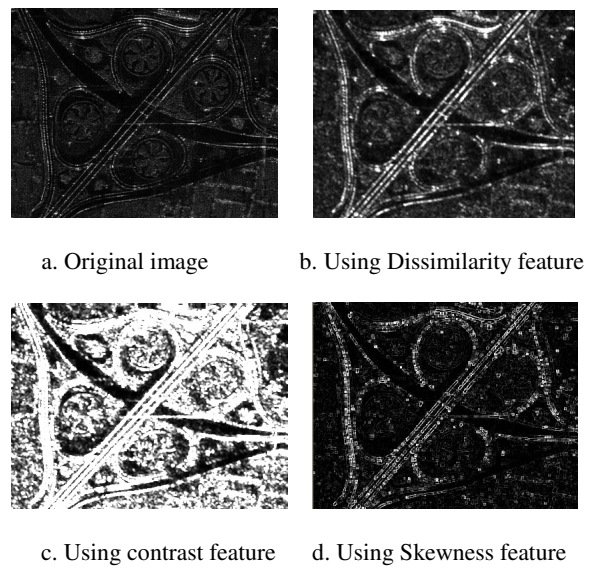 a. Original image
b. Using Dissimilarity feature
c. Using contrast feature
d. Using Skewness feature